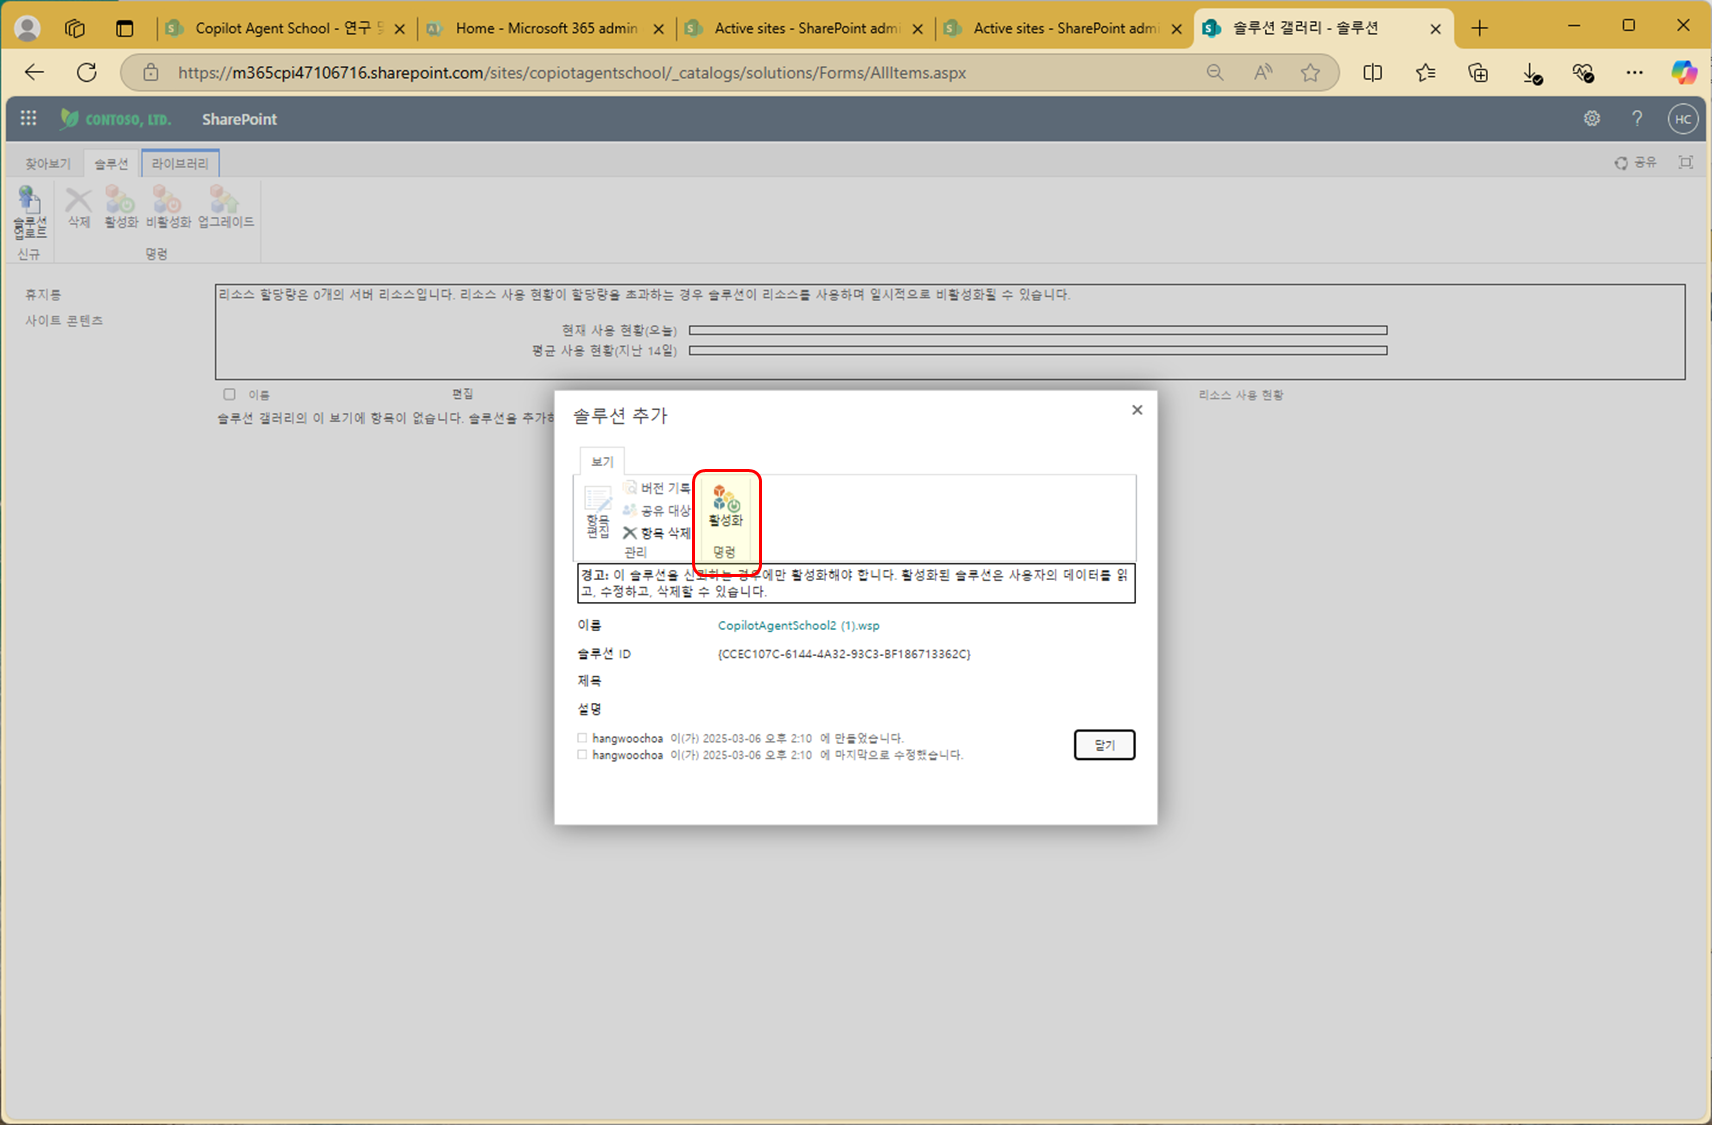 Copilot Agent School - 연구
Home - Microsoft 365 admin
Active sites - SharePoint admi
Active sites - SharePoint admi
솔루션 갤러리 - 솔루션
https://m365cpi47106716.sharepoint.com/sites/copiotagentschool/_catalogs/solutions/Forms/AllItems.aspx
CONTOSO, LTD.
SharePoint
HC
찾아보기
솔루션
라이브러리
공유
솔루션
업로드
삭제
활성화
비활성화
업그레이드
신규
명령
휴지통
사이트 콘텐츠
리소스 할당량은 0개의 서버 리소스입니다. 리소스 사용 현황이 할당량을 초과하는 경우 솔루션이 리소스를 사용하며 일시적으로 비활성화될 수 있습니다.
현재 사용 현황(오늘)
평균 사용 현황(지난 14일)
이름
편집
리소스 사용 현황
솔루션 갤러리의 이 보기에 항목이 없습니다. 솔루션을 추가하
솔루션 추가
보기
항목
편집
버전 기록
공유 대상
항목 삭제
관리
활성화
명령
경고: 이 솔루션을 신뢰하는 경우에만 활성화해야 합니다. 활성화된 솔루션은 사용자의 데이터를 읽
고, 수정하고, 삭제할 수 있습니다.
이름 CopilotAgentSchool2 (1).wsp
솔루션 ID {CCEC107C-6144-4A32-93C3-BF186713362C}
제목
설명
hangwoochoa 이(가) 2025-03-06 오후 2:10 에 만들었습니다.
hangwoochoa 이(가) 2025-03-06 오후 2:10 에 마지막으로 수정했습니다.
닫기